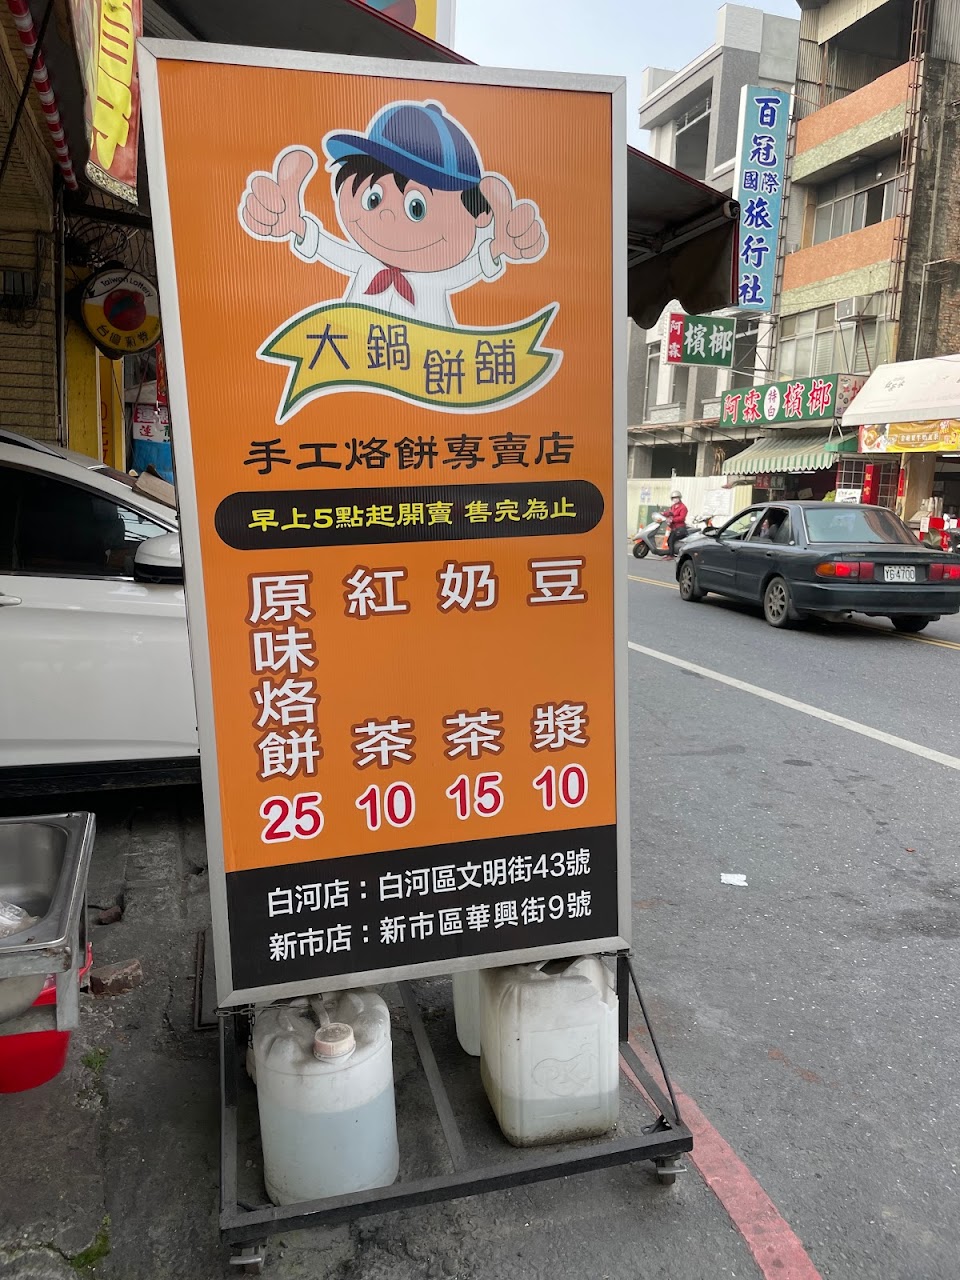 大鍋餅舖
手工烙餅專賣店
早上5點起開賣 售完為止
原味烙餅 25
紅茶 10
奶茶 15
豆漿 10
白河店：白河區文明街43號
新市店：新市區華興街9號
百冠國際旅行社
阿霖檳榔
阿霖特白檳榔
YG-4700
Taiwan Lottery